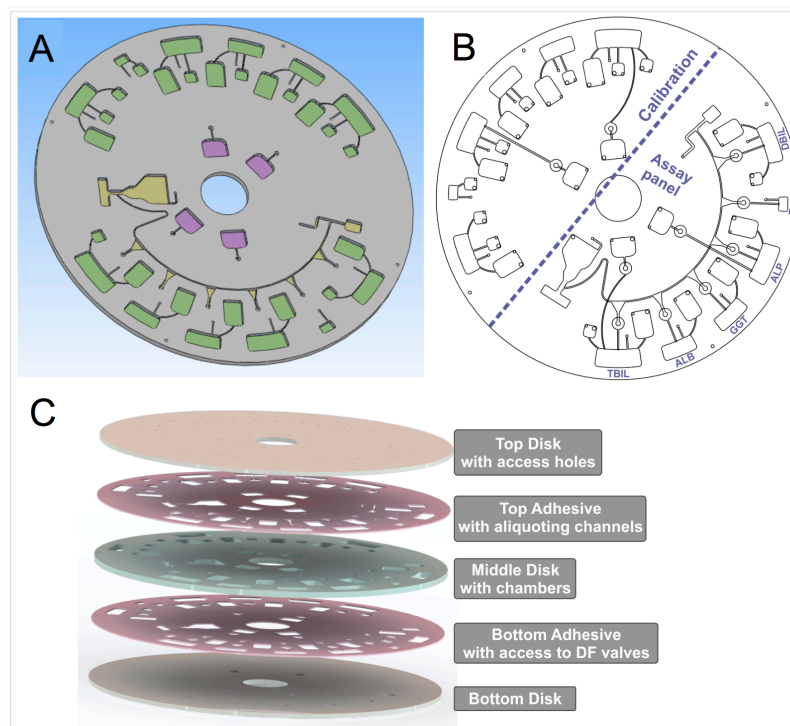 A
B
Calibration
Assay
panel
DBIL
ALP
GGT
ALB
TBIL
C
Top Disk
with access holes
Top Adhesive
with aliquoting channels
Middle Disk
with chambers
Bottom Adhesive
with access to DF valves
Bottom Disk